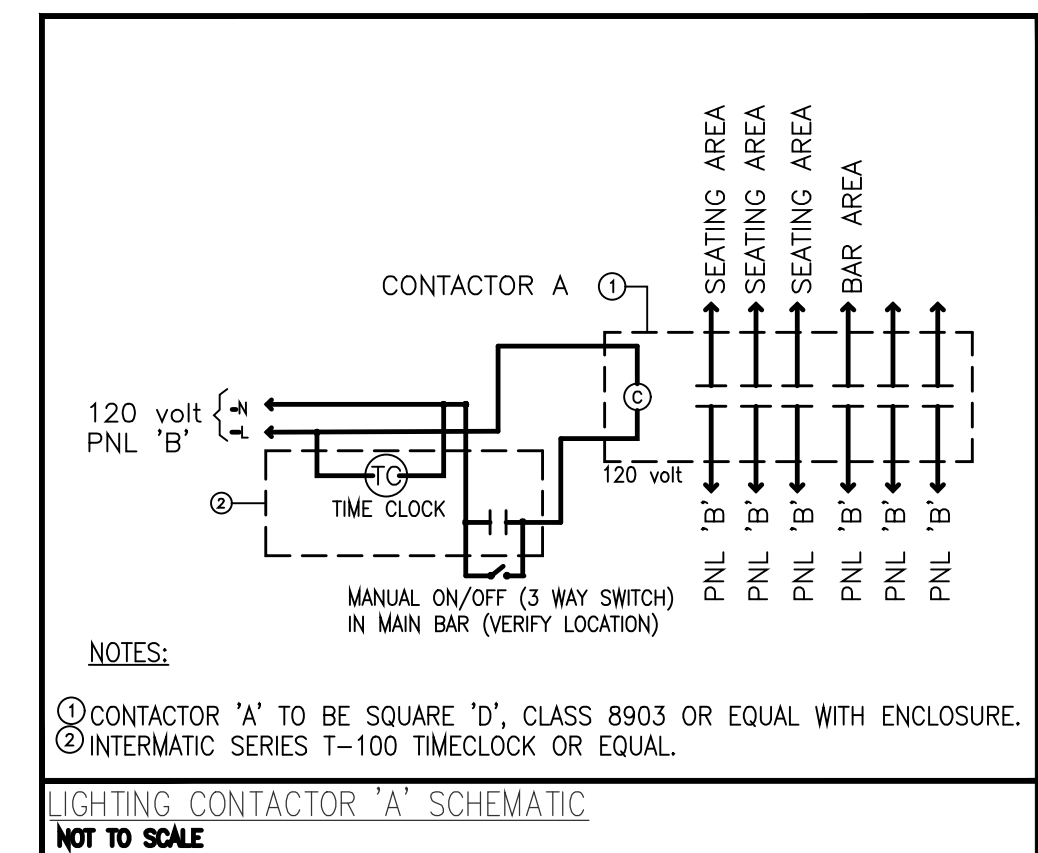 SEATING AREA
SEATING AREA
SEATING AREA
BAR AREA
CONTACTOR A 1
120 volt
PNL 'B'
-N
-L
C
120 volt
TC
TIME CLOCK
2
PNL 'B'
PNL 'B'
PNL 'B'
PNL 'B'
PNL 'B'
PNL 'B'
MANUAL ON/OFF (3 WAY SWITCH)
IN MAIN BAR (VERIFY LOCATION)
NOTES:
1 CONTACTOR 'A' TO BE SQUARE 'D', CLASS 8903 OR EQUAL WITH ENCLOSURE.
2 INTERMATIC SERIES T-100 TIMECLOCK OR EQUAL.
LIGHTING CONTACTOR 'A' SCHEMATIC
NOT TO SCALE